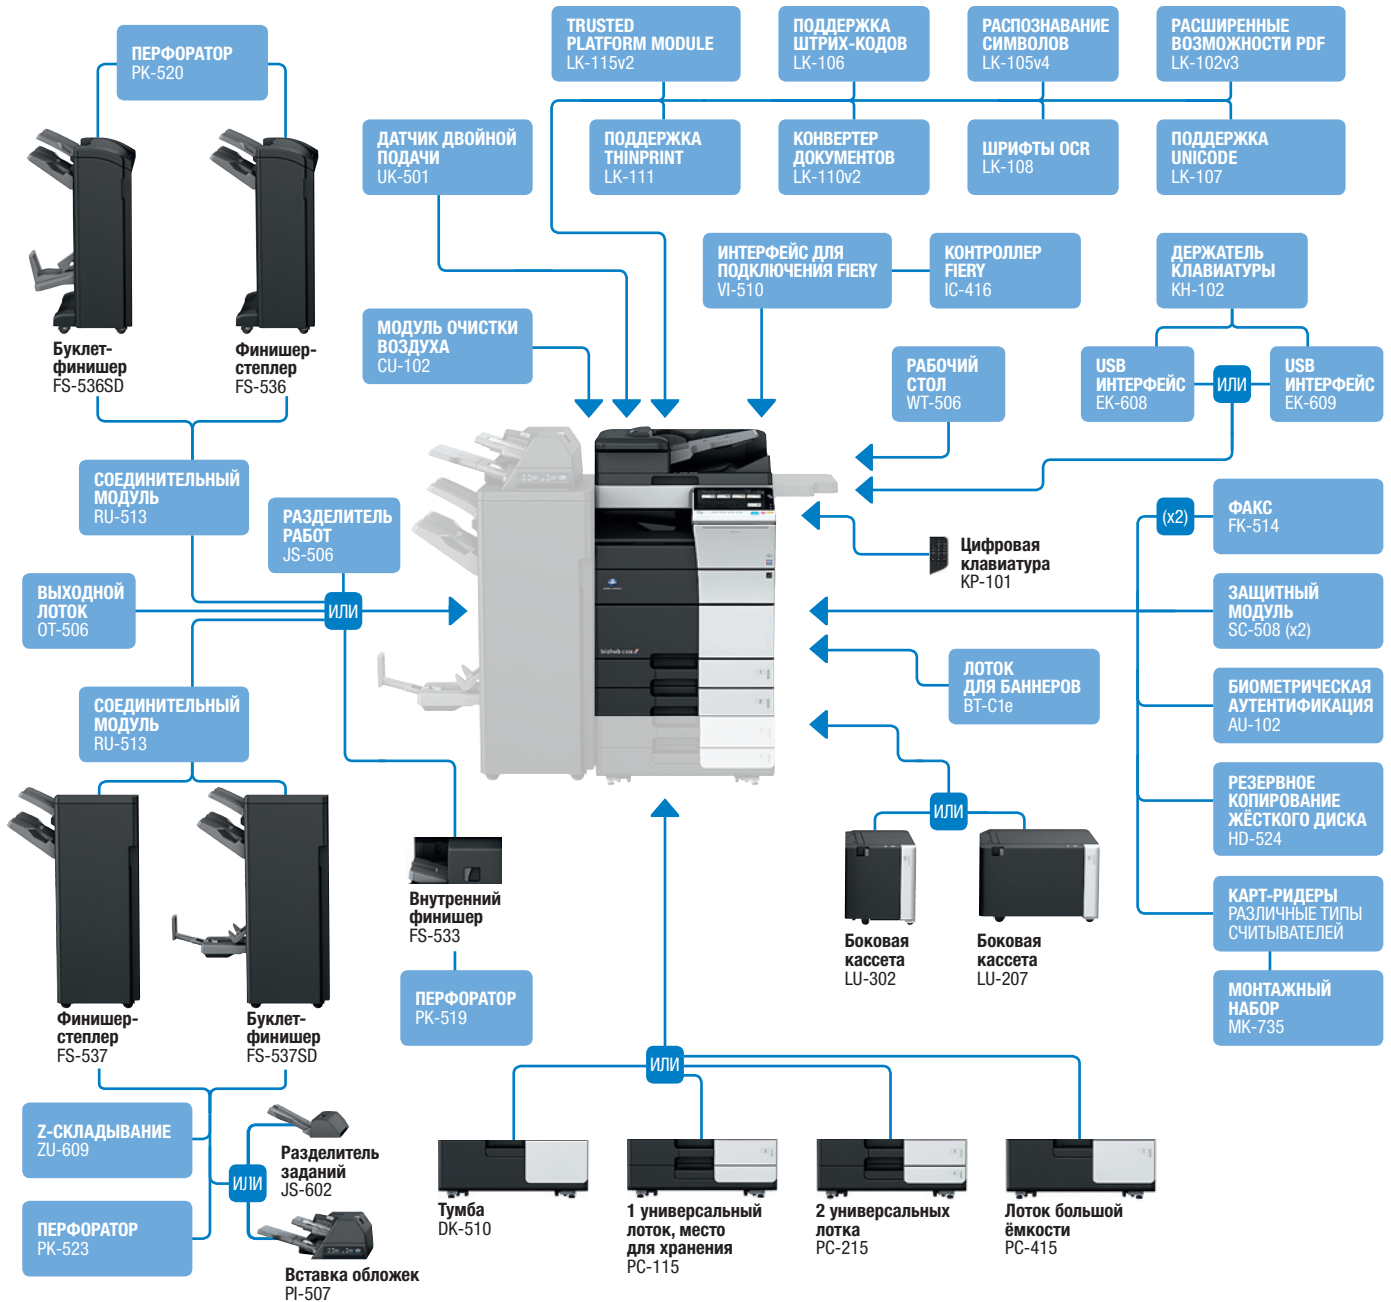 ПЕРФОРАТОР
PK-520
TRUSTED
PLATFORM MODULE
LK-115v2
ПОДДЕРЖКА
ШТРИХ-КОДОВ
LK-106
РАСПОЗНАВАНИЕ
СИМВОЛОВ
LK-105v4
РАСШИРЕННЫЕ
ВОЗМОЖНОСТИ PDF
LK-102v3
ДАТЧИК ДВОЙНОЙ
ПОДАЧИ
UK-501
ПОДДЕРЖКА
THINPRINT
LK-111
КОНВЕРТЕР
ДОКУМЕНТОВ
LK-110v2
ШРИФТЫ OCR
LK-108
ПОДДЕРЖКА
UNICODE
LK-107
ИНТЕРФЕЙС ДЛЯ
ПОДКЛЮЧЕНИЯ FIERY
VI-510
КОНТРОЛЛЕР
FIERY
IC-416
ДЕРЖАТЕЛЬ
КЛАВИАТУРЫ
KH-102
МОДУЛЬ ОЧИСТКИ
ВОЗДУХА
CU-102
Буклет-
финишер
FS-536SD
Финишер-
степлер
FS-536
РАБОЧИЙ
СТОЛ
WT-506
USB
ИНТЕРФЕЙС
EK-608
ИЛИ
USB
ИНТЕРФЕЙС
EK-609
СОЕДИНИТЕЛЬНЫЙ
МОДУЛЬ
RU-513
РАЗДЕЛИТЕЛЬ
РАБОТ
JS-506
(x2)
ФАКС
FK-514
Цифровая
клавиатура
KP-101
ВЫХОДНОЙ
ЛОТОК
OT-506
ИЛИ
ЗАЩИТНЫЙ
МОДУЛЬ
SC-508 (x2)
bizhub
ЛОТОК
ДЛЯ БАННЕРОВ
BT-C1e
БИОМЕТРИЧЕСКАЯ
АУТЕНТИФИКАЦИЯ
AU-102
СОЕДИНИТЕЛЬНЫЙ
МОДУЛЬ
RU-513
РЕЗЕРВНОЕ
КОПИРОВАНИЕ
ЖЁСТКОГО ДИСКА
HD-524
ИЛИ
Внутренний
финишер
FS-533
КАРТ-РИДЕРЫ
РАЗЛИЧНЫЕ ТИПЫ
СЧИТЫВАТЕЛЕЙ
Боковая
кассета
LU-302
Боковая
кассета
LU-207
МОНТАЖНЫЙ
НАБОР
MK-735
ПЕРФОРАТОР
PK-519
Финишер-
степлер
FS-537
Буклет-
финишер
FS-537SD
ИЛИ
Z-СКЛАДЫВАНИЕ
ZU-609
Разделитель
заданий
JS-602
ИЛИ
ПЕРФОРАТОР
PK-523
Вставка обложек
PI-507
Тумба
DK-510
1 универсальный
лоток, место
для хранения
PC-115
2 универсальных
лотка
PC-215
Лоток большой
ёмкости
PC-415